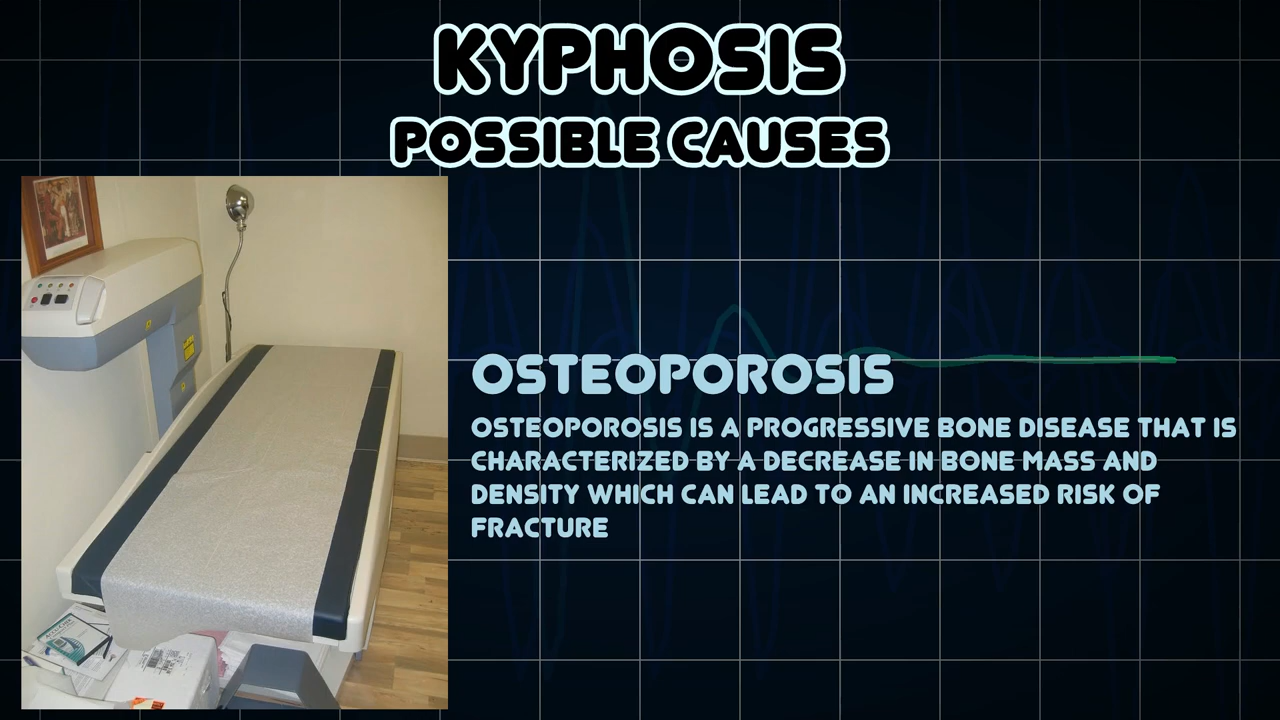 KYPHOSIS
POSSIBLE CAUSES
OSTEOPOROSIS
OSTEOPOROSIS IS A PROGRESSIVE BONE DISEASE THAT IS
CHARACTERIZED BY A DECREASE IN BONE MASS AND
DENSITY WHICH CAN LEAD TO AN INCREASED RISK OF
FRACTURE